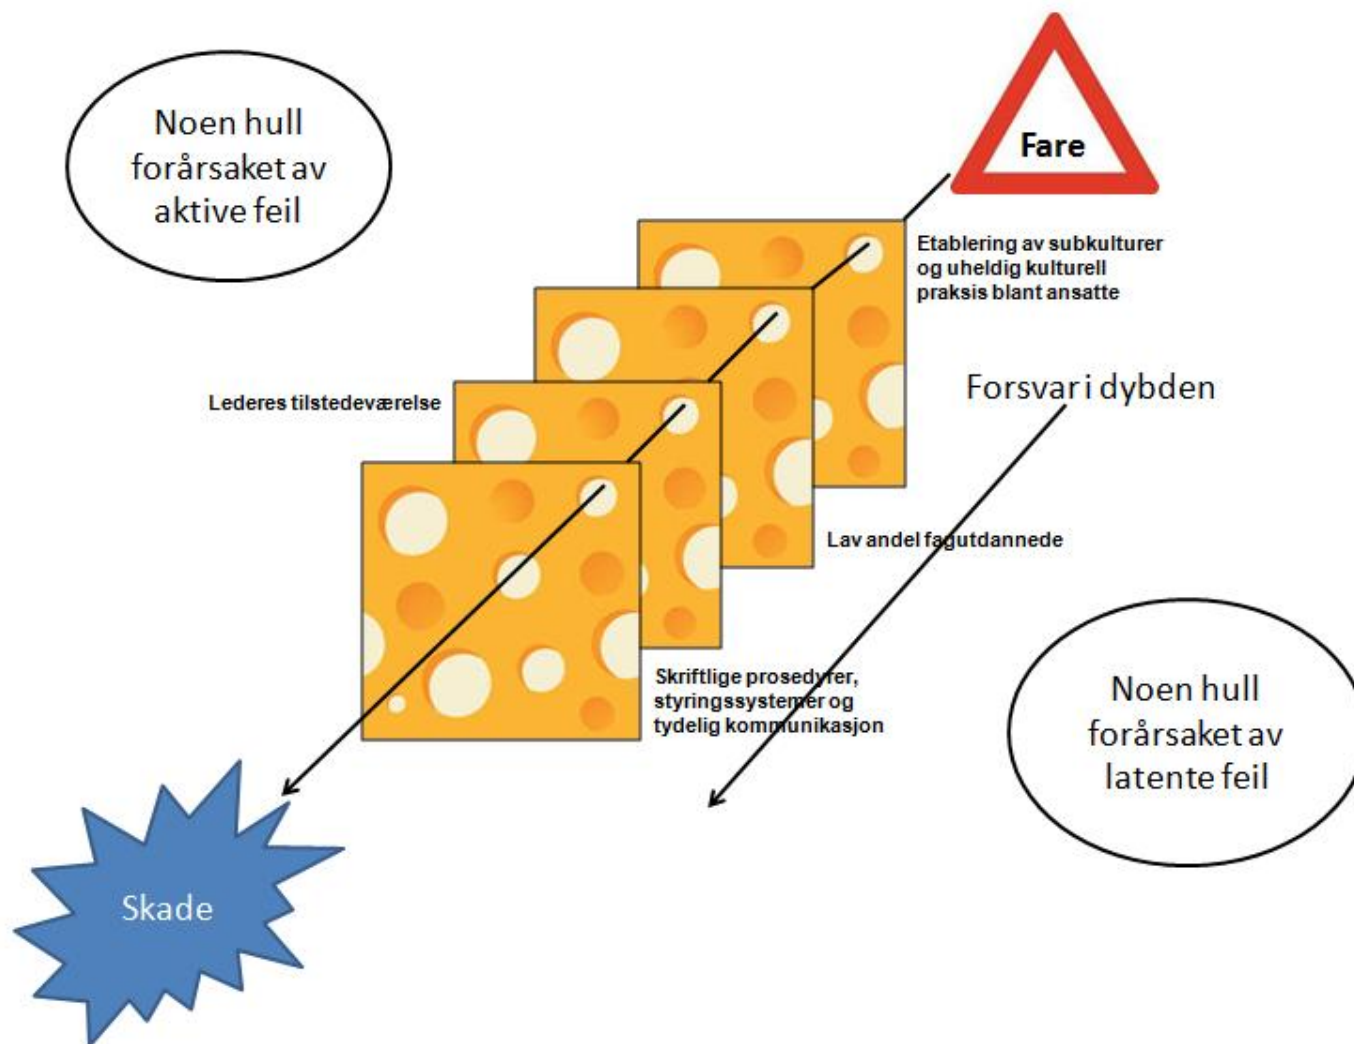 Noen hull
forårsaket av
aktive feil
Fare
Etablering av subkulturer
og uheldig kulturell
praksis blant ansatte
Lederes tilstedeværelse
Forsvar i dybden
Lav andel fagutdannede
Skriftlige prosedyrer,
styringssystemer og
tydelig kommunikasjon
Noen hull
forårsaket av
latente feil
Skade